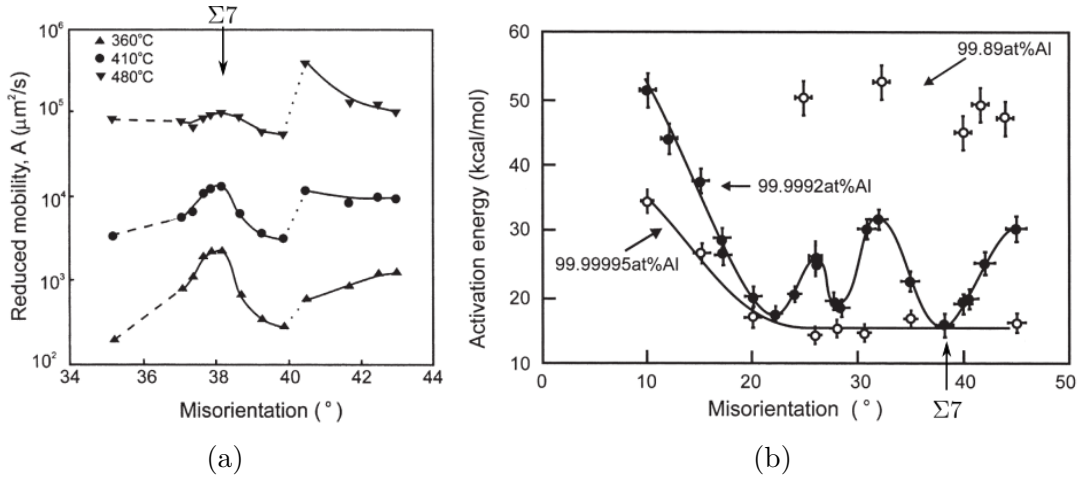 Σ7
10⁶
10⁵
10⁴
10³
10²
Reduced mobility, A (μm²/s)
▲ 360°C
● 410°C
▼ 480°C
34 36 38 40 42 44
Misorientation (°)
(a)
60
50
40
30
20
10
Activation energy (kcal/mol)
99.89at%Al
99.9992at%Al
99.99995at%Al
0 10 20 30 40 50
Misorientation (°)
Σ7
(b)